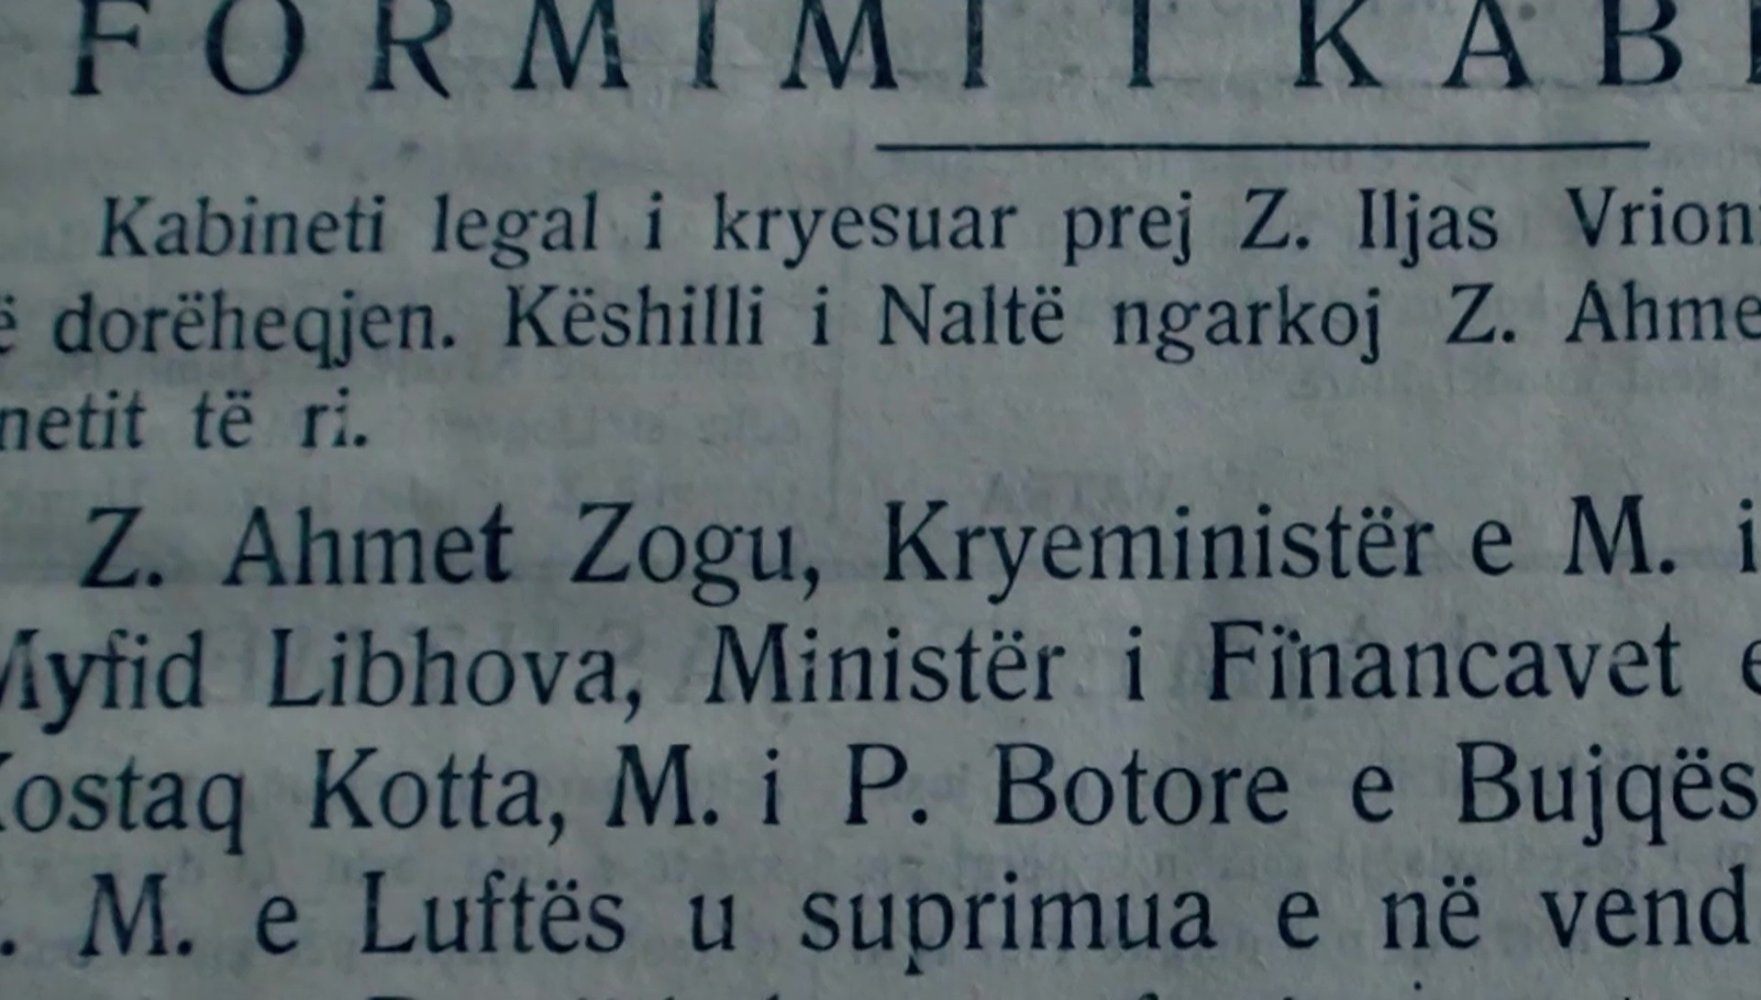 FORMIMI I KAB
Kabineti legal i kryesuar prej Z. Iljas Vrion
ë dorëheqjen. Këshilli i Naltë ngarkoj Z. Ahme
netit të ri.
Z. Ahmet Zogu, Kryeministër e M. i
Myfid Libhova, Ministër i Financavet e
Kostaq Kotta, M. i P. Botore e Bujqës
. M. e Luftës u suprimua e në vend